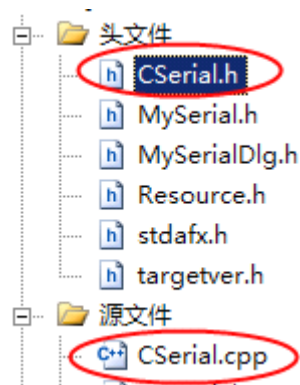 头文件
CSerial.h
MySerial.h
MySerialDlg.h
Resource.h
stdafx.h
targetver.h
源文件
CSerial.cpp